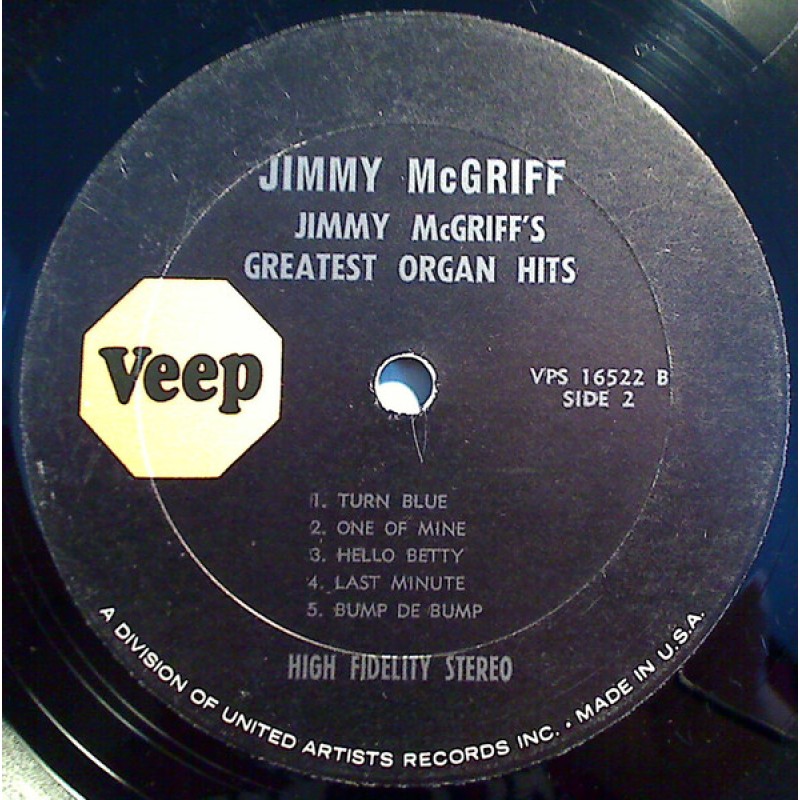 JIMMY McGRIFF
JIMMY McGRIFF'S
GREATEST ORGAN HITS
Veep
VPS 16522 B
SIDE 2
1. TURN BLUE
2. ONE OF MINE
3. HELLO BETTY
4. LAST MINUTE
5. BUMP DE BUMP
HIGH FIDELITY STEREO
A DIVISION OF UNITED ARTISTS RECORDS INC. • MADE IN U.S.A.